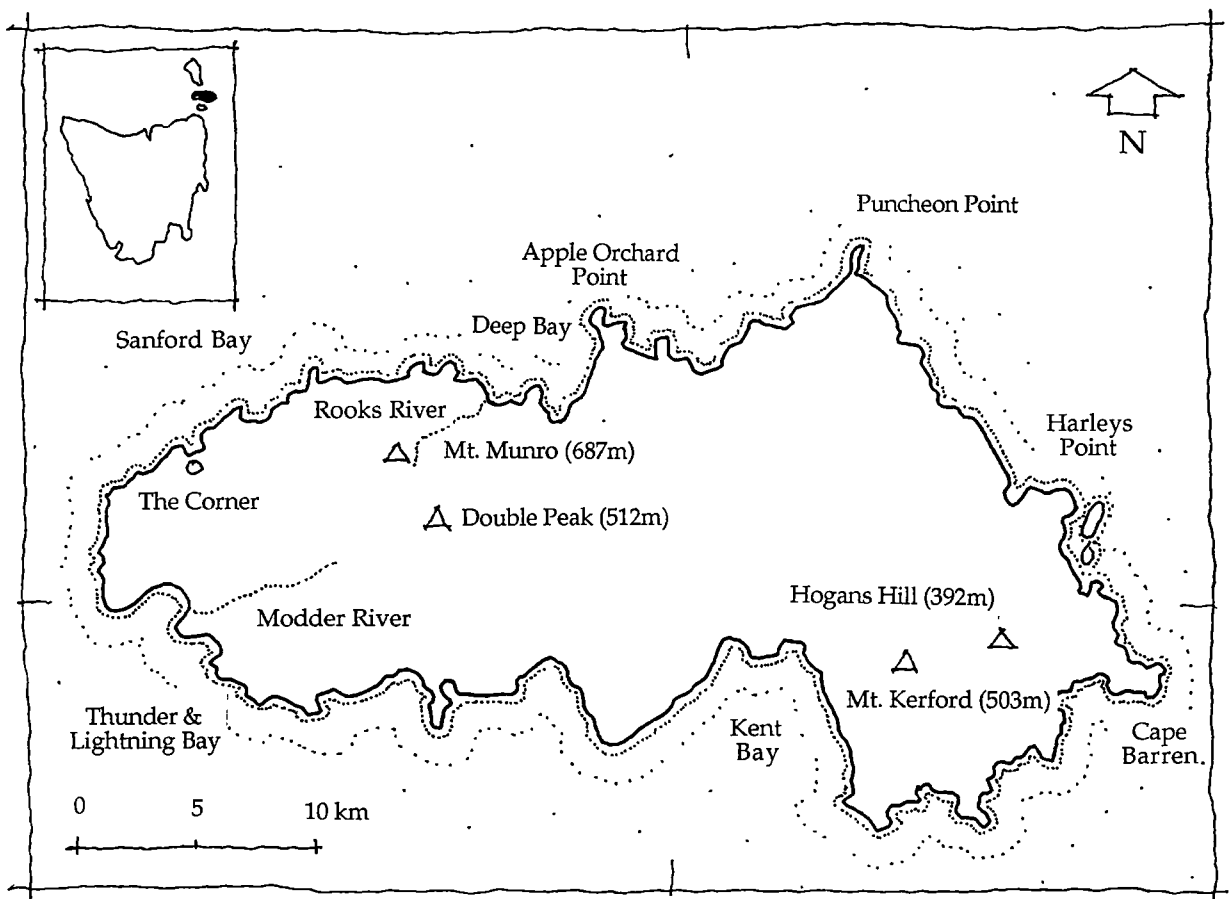 N
Puncheon Point
Apple Orchard
Point
Deep Bay
Sanford Bay
Rooks River
Mt. Munro (687m)
Harleys
Point
The Corner
Double Peak (512m)
Hogans Hill (392m)
Modder River
Mt. Kerford (503m)
Thunder &
Lightning Bay
Kent
Bay
Cape
Barren.
0 5 10 km